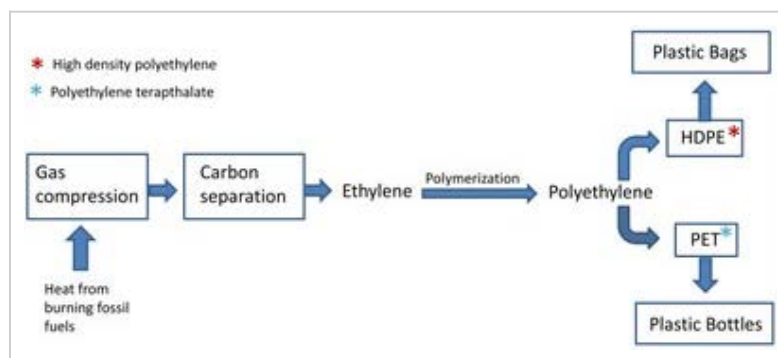 * High density polyethylene
* Polyethylene terapthalate
Plastic Bags
HDPE*
Gas
compression
Carbon
separation
Ethylene
Polymerization
Polyethylene
PET*
Heat from
burning fossil
fuels
Plastic Bottles